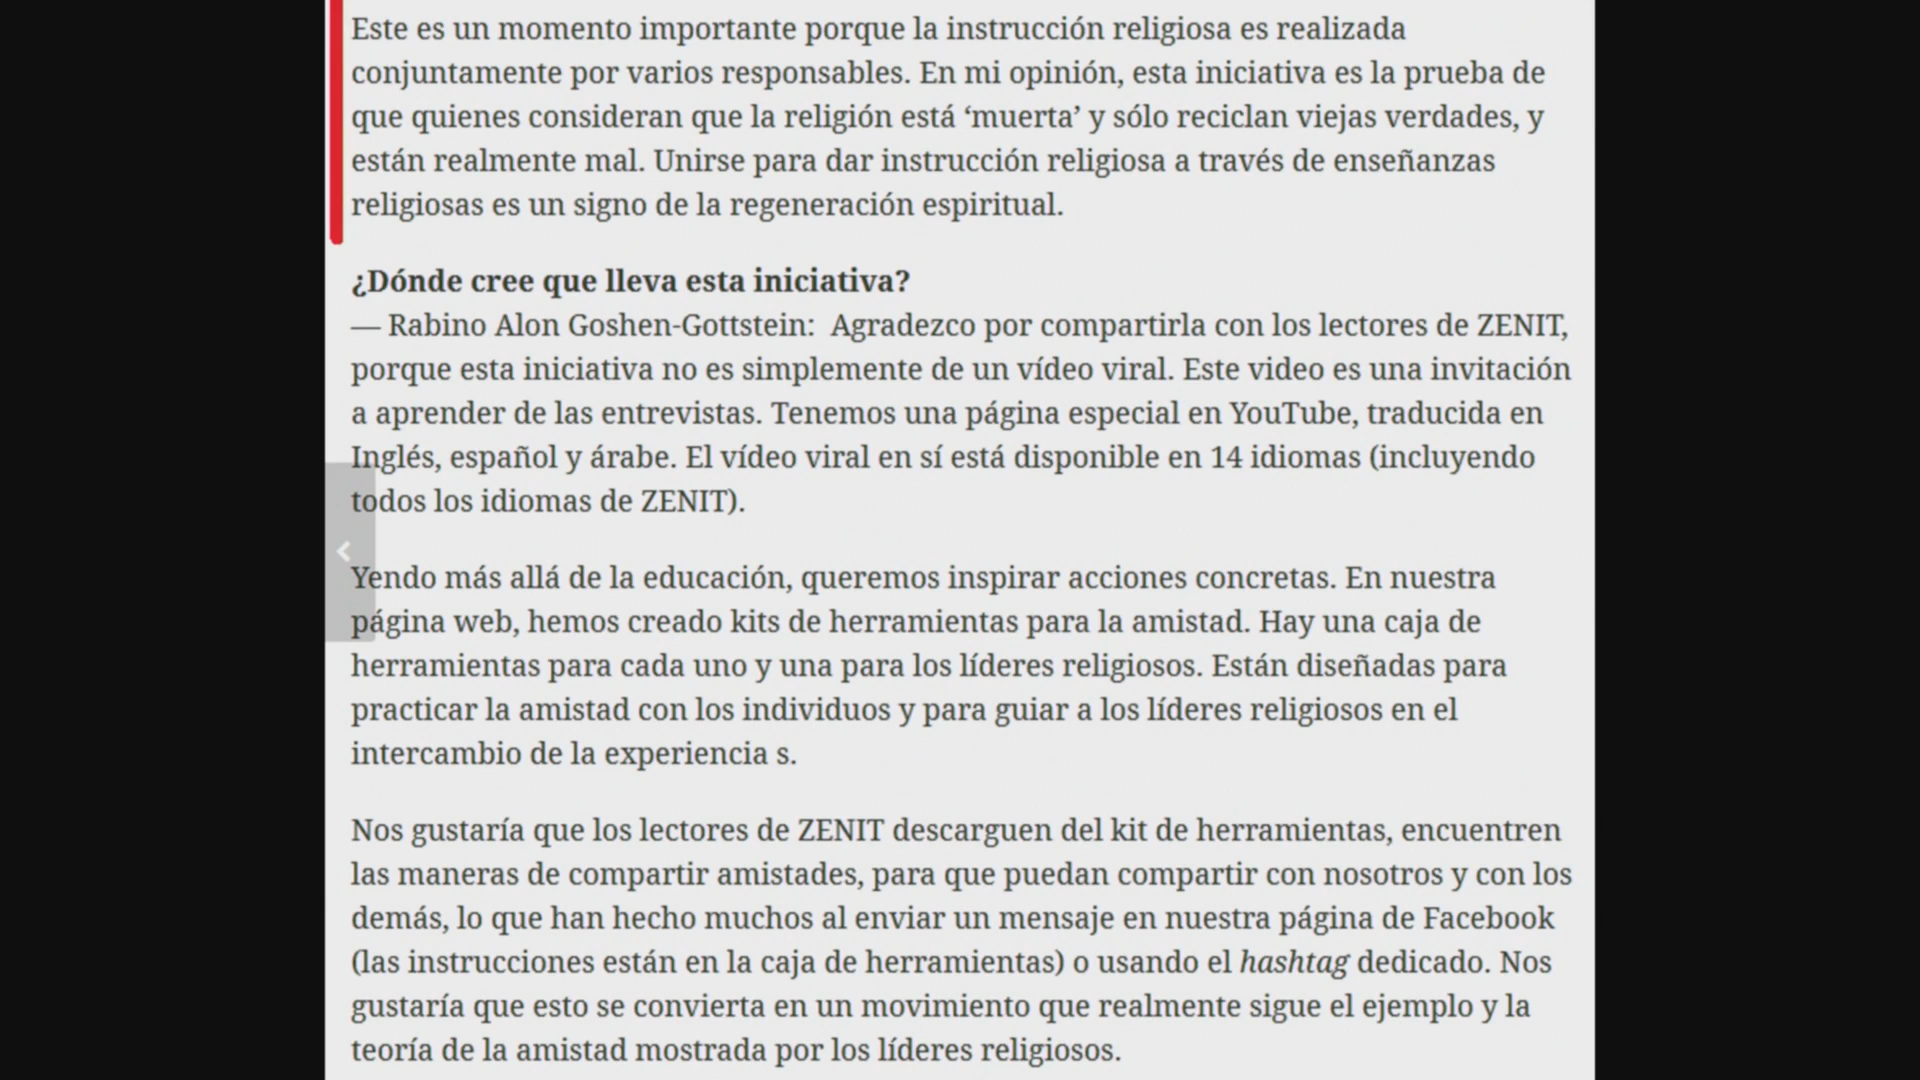 Este es un momento importante porque la instrucción religiosa es realizada
conjuntamente por varios responsables. En mi opinión, esta iniciativa es la prueba de
que quienes consideran que la religión está ‘muerta’ y sólo reciclan viejas verdades, y
están realmente mal. Unirse para dar instrucción religiosa a través de enseñanzas
religiosas es un signo de la regeneración espiritual.
¿Dónde cree que lleva esta iniciativa?
— Rabino Alon Goshen-Gottstein:  Agradezco por compartirla con los lectores de ZENIT,
porque esta iniciativa no es simplemente de un vídeo viral. Este video es una invitación
a aprender de las entrevistas. Tenemos una página especial en YouTube, traducida en
Inglés, español y árabe. El vídeo viral en sí está disponible en 14 idiomas (incluyendo
todos los idiomas de ZENIT).
Yendo más allá de la educación, queremos inspirar acciones concretas. En nuestra
página web, hemos creado kits de herramientas para la amistad. Hay una caja de
herramientas para cada uno y una para los líderes religiosos. Están diseñadas para
practicar la amistad con los individuos y para guiar a los líderes religiosos en el
intercambio de la experiencia s.
Nos gustaría que los lectores de ZENIT descarguen del kit de herramientas, encuentren
las maneras de compartir amistades, para que puedan compartir con nosotros y con los
demás, lo que han hecho muchos al enviar un mensaje en nuestra página de Facebook
(las instrucciones están en la caja de herramientas) o usando el hashtag dedicado. Nos
gustaría que esto se convierta en un movimiento que realmente sigue el ejemplo y la
teoría de la amistad mostrada por los líderes religiosos.